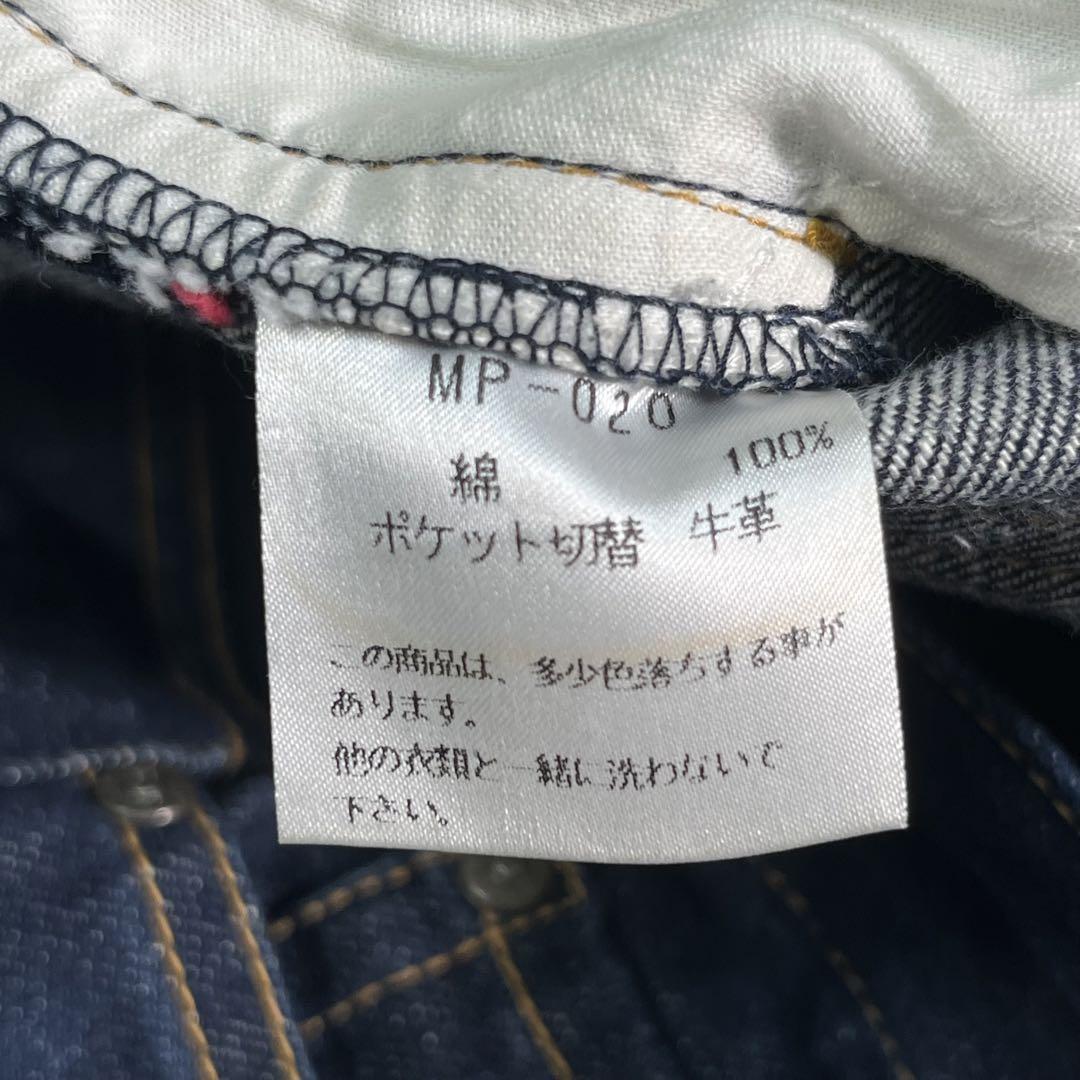 MP-020
綿 100%
ポケット切替 牛革
この商品は、多少色落ちする事が
あります。
他の衣類と一緒に洗わないで
下さい。